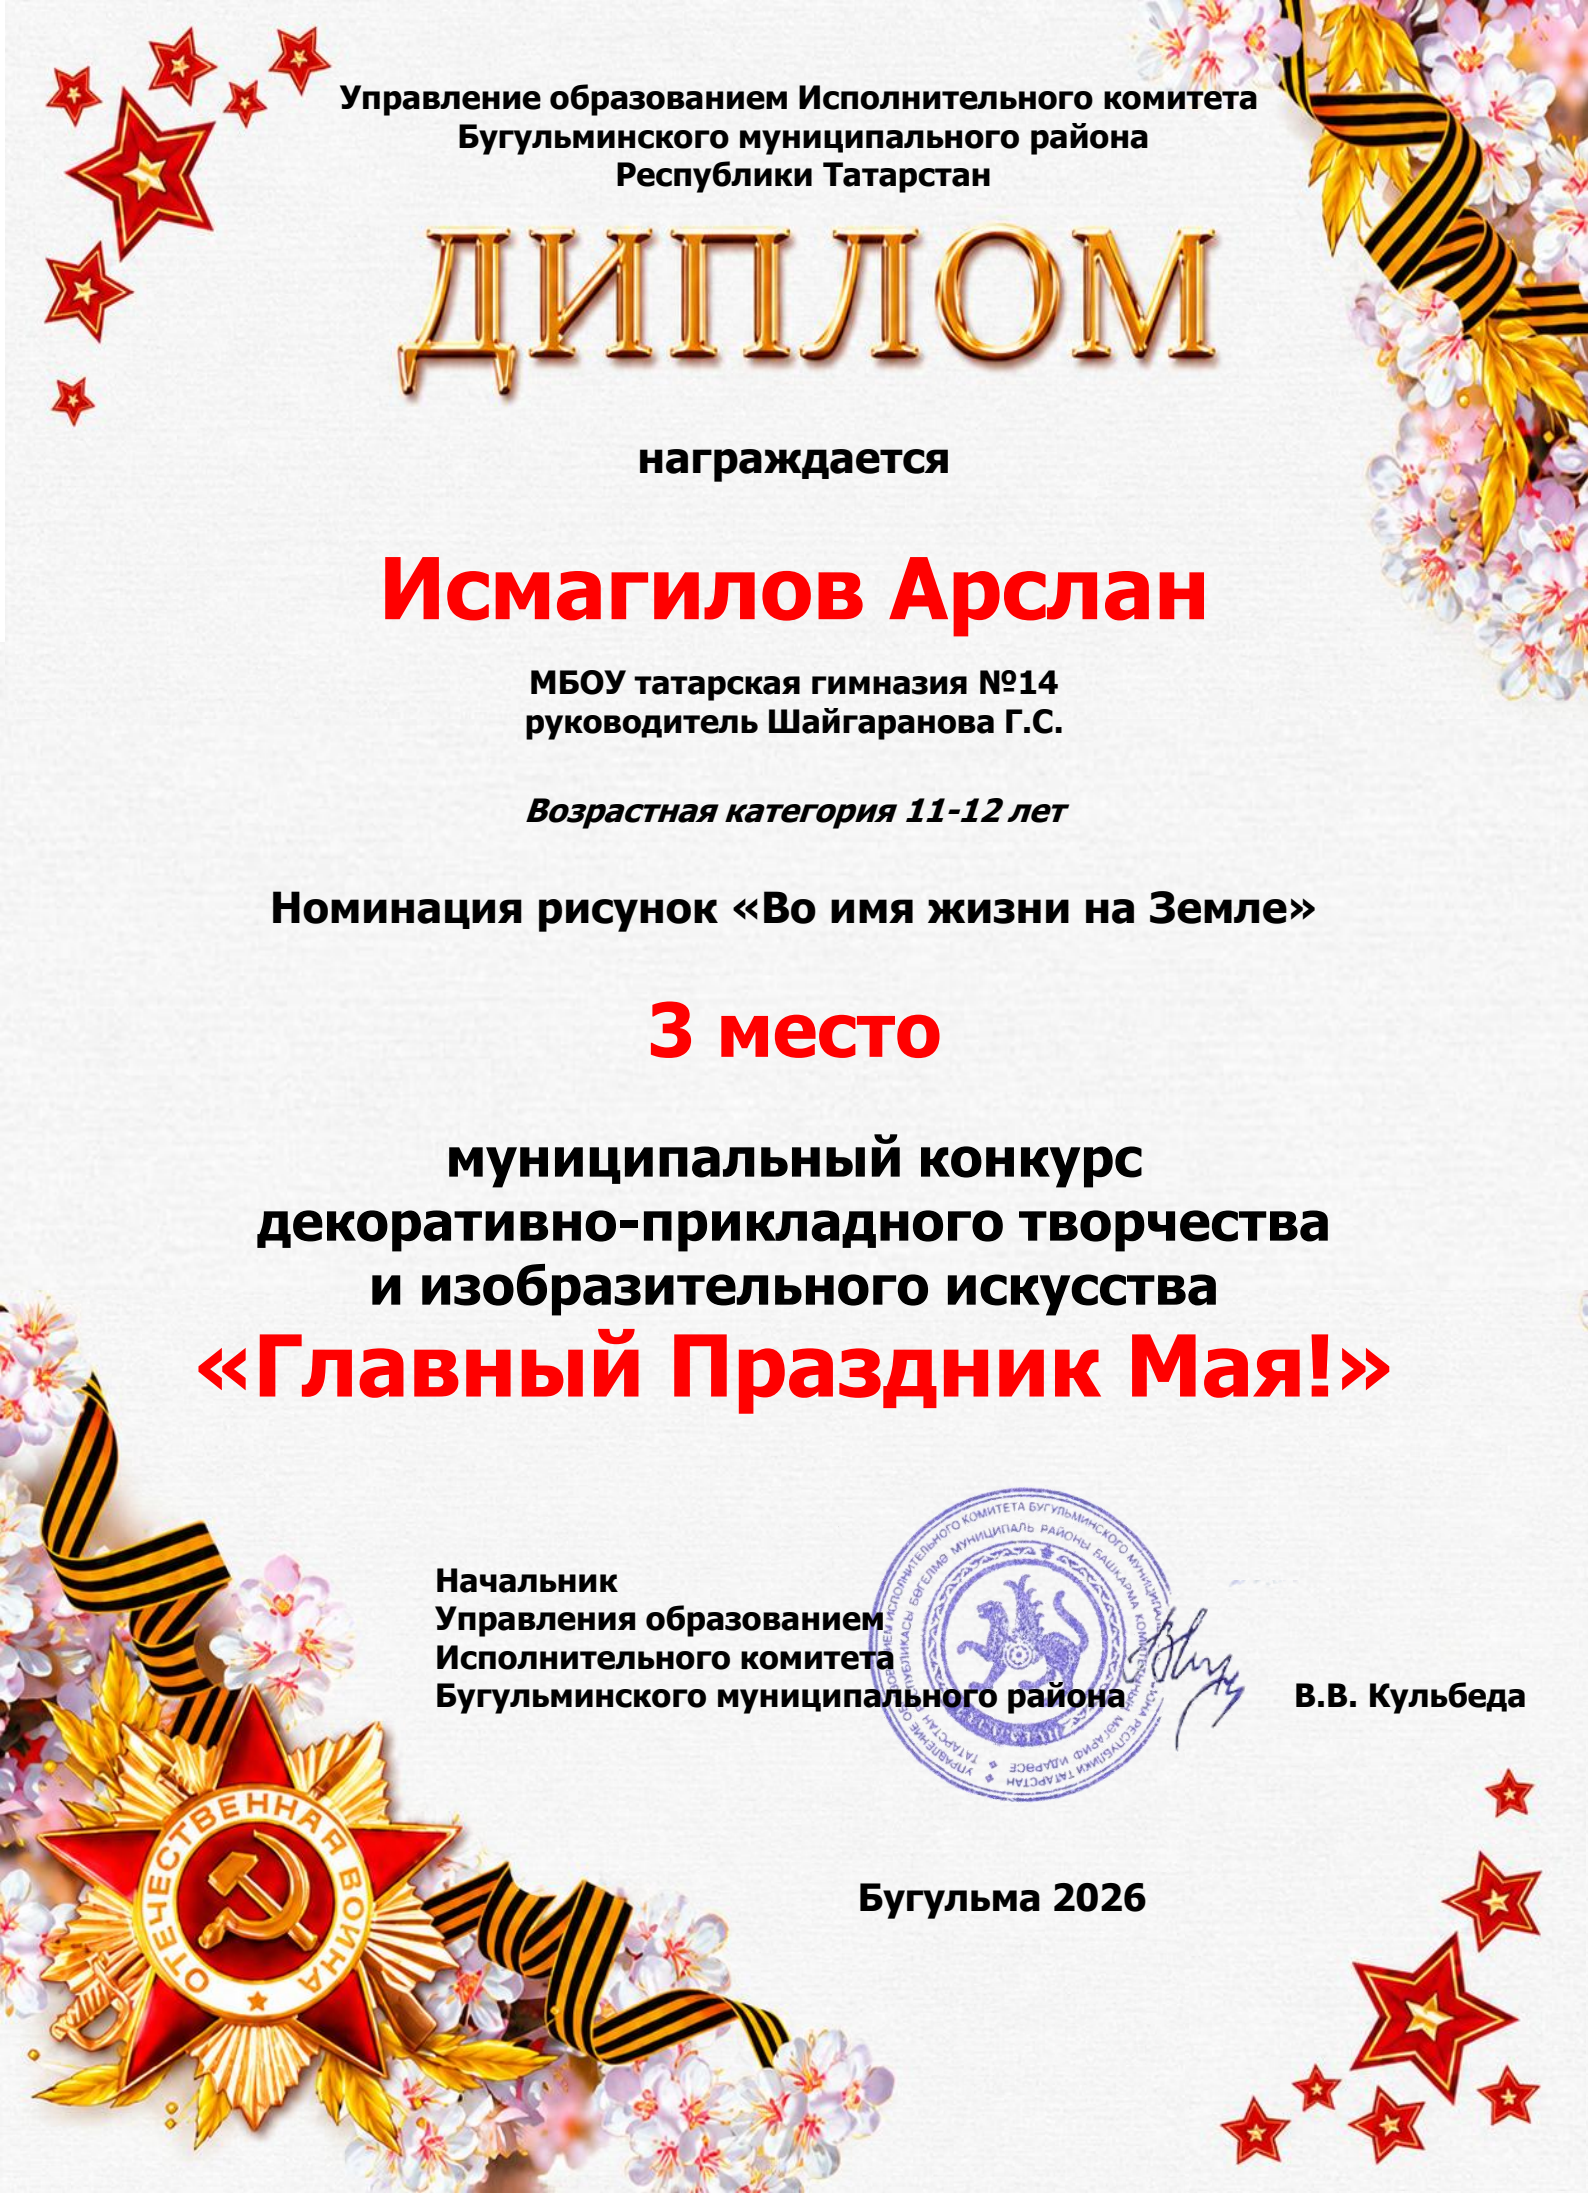 Управление образованием Исполнительного комитета
Бугульминского муниципального района
Республики Татарстан
ДИПЛОМ
награждается
Исмагилов Арслан
МБОУ татарская гимназия №14
руководитель Шайгаранова Г.С.
Возрастная категория 11-12 лет
Номинация рисунок «Во имя жизни на Земле»
3 место
муниципальный конкурс
декоративно-прикладного творчества
и изобразительного искусства
«Главный Праздник Мая!»
Начальник
Управления образованием
Исполнительного комитета
Бугульминского муниципального района
В.В. Кульбеда
ОТЕЧЕСТВЕННАЯ ВОЙНА
Бугульма 2026